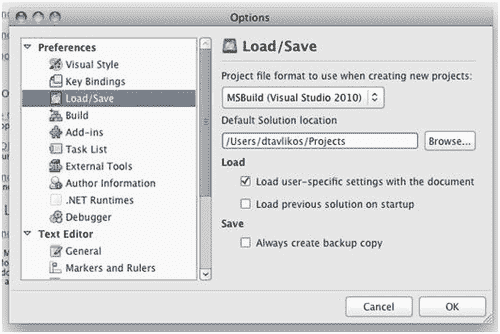 Options
Preferences
Visual Style
Key Bindings
Load/Save
Build
Add-ins
Task List
External Tools
Author Information
.NET Runtimes
Debugger
Text Editor
General
Markers and Rulers
Load/Save
Project file format to use when creating new projects:
MSBuild (Visual Studio 2010)
Default Solution location
/Users/dtavlikos/Projects
Browse...
Load
Load user-specific settings with the document
Load previous solution on startup
Save
Always create backup copy
Cancel
OK